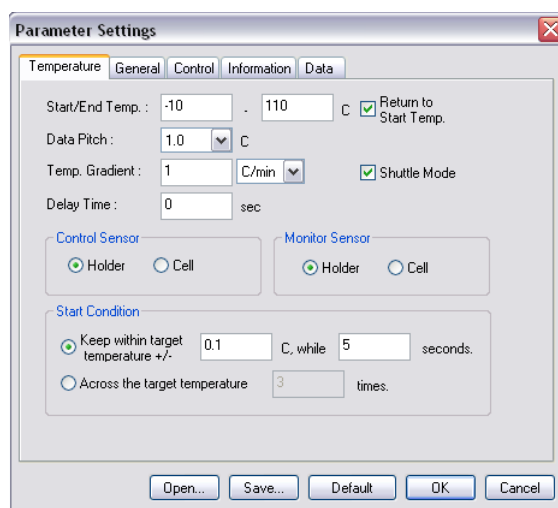 Parameter Settings
Temperature General Control Information Data
Start/End Temp. : -10 - 110 C Return to
Start Temp.
Data Pitch : 1.0 C
Temp. Gradient : 1 C/min Shuttle Mode
Delay Time : 0 sec
Control Sensor Monitor Sensor
Holder Cell Holder Cell
Start Condition
Keep within target
temperature +/- 0.1 C, while 5 seconds.
Across the target temperature 3 times.
Open... Save... Default OK Cancel